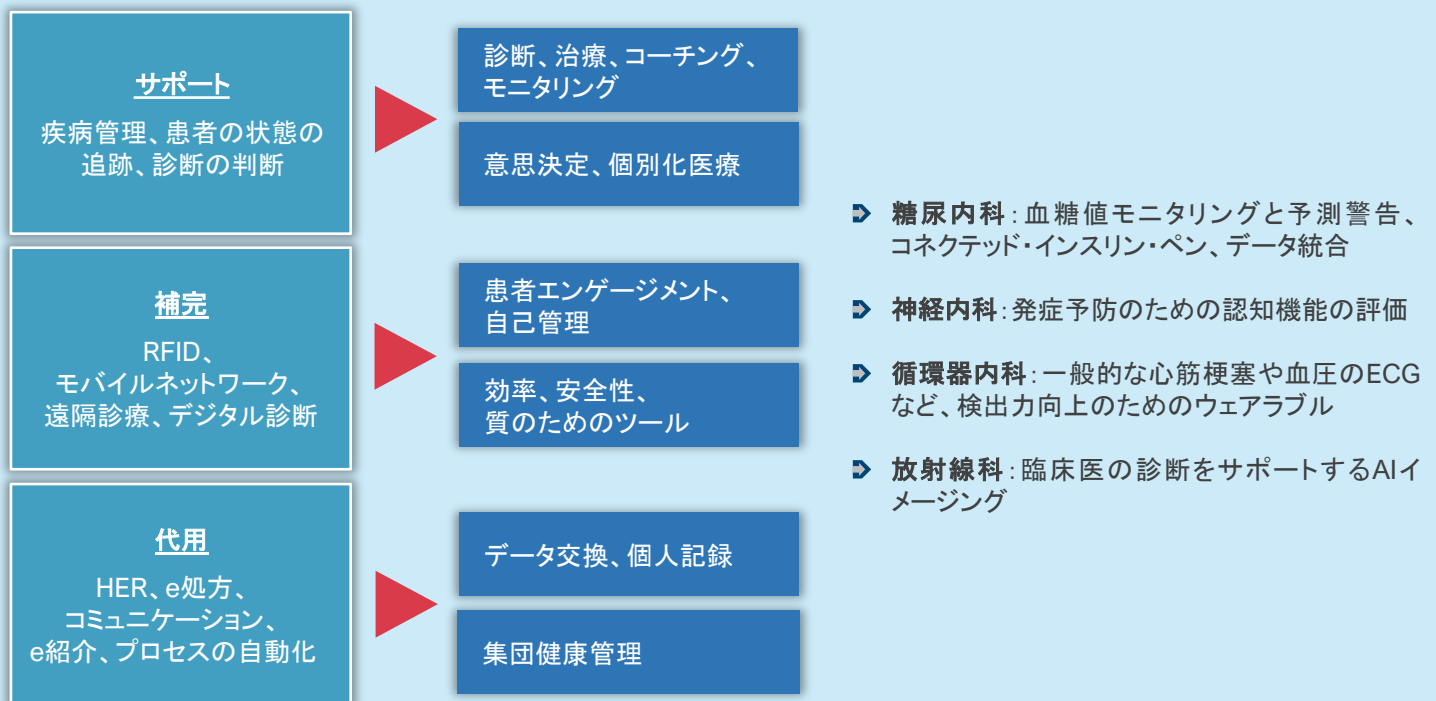 サポート
疾病管理、患者の状態の
追跡、診断の判断
診断、治療、コーチング、
モニタリング
意思決定、個別化医療
補完
RFID、
モバイルネットワーク、
遠隔診療、デジタル診断
患者エンゲージメント、
自己管理
効率、安全性、
質のためのツール
代用
HER、e処方、
コミュニケーション、
e紹介、プロセスの自動化
データ交換、個人記録
集団健康管理
糖尿内科:血糖値モニタリングと予測警告、
コネクテッド・インスリン・ペン、データ統合
神経内科:発症予防のための認知機能の評価
循環器内科:一般的な心筋梗塞や血圧のECG
など、検出力向上のためのウェアラブル
放射線科:臨床医の診断をサポートするAIイ
メージング